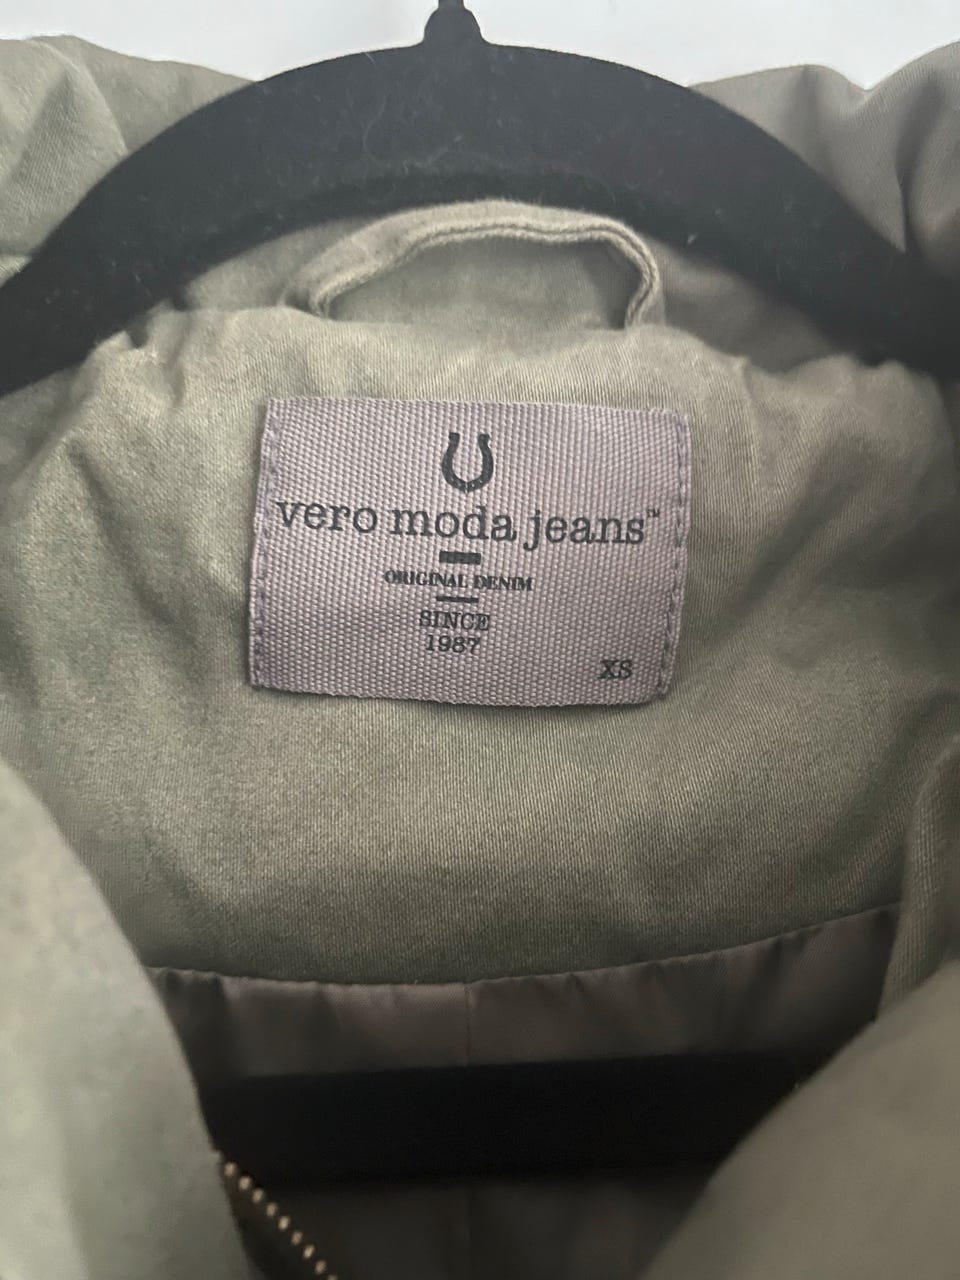 vero moda jeans™
ORIGINAL DENIM
SINCE
1987
XS